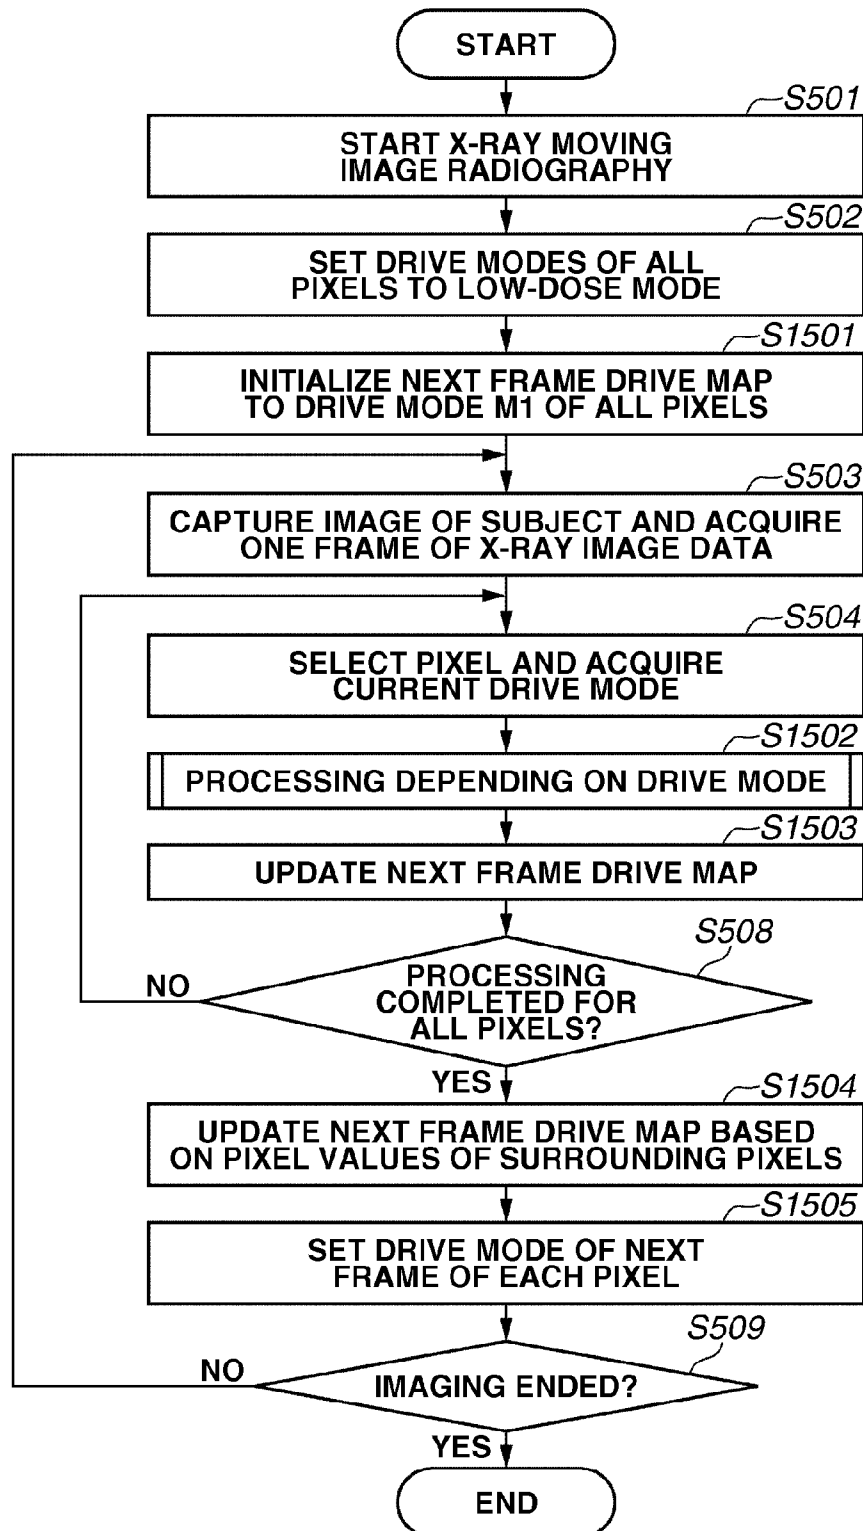 START
S501
START X-RAY MOVING
IMAGE RADIOGRAPHY
S502
SET DRIVE MODES OF ALL
PIXELS TO LOW-DOSE MODE
S1501
INITIALIZE NEXT FRAME DRIVE MAP
TO DRIVE MODE M1 OF ALL PIXELS
S503
CAPTURE IMAGE OF SUBJECT AND ACQUIRE
ONE FRAME OF X-RAY IMAGE DATA
S504
SELECT PIXEL AND ACQUIRE
CURRENT DRIVE MODE
S1502
PROCESSING DEPENDING ON DRIVE MODE
S1503
UPDATE NEXT FRAME DRIVE MAP
S508
NO
PROCESSING
COMPLETED FOR
ALL PIXELS?
YES
S1504
UPDATE NEXT FRAME DRIVE MAP BASED
ON PIXEL VALUES OF SURROUNDING PIXELS
S1505
SET DRIVE MODE OF NEXT
FRAME OF EACH PIXEL
S509
NO
IMAGING ENDED?
YES
END